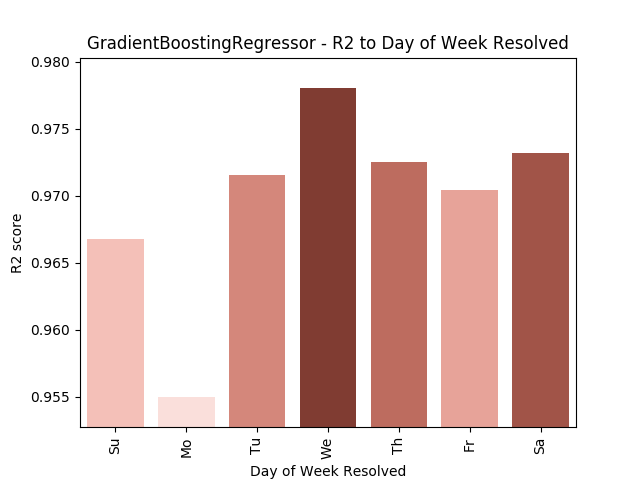 GradientBoostingRegressor - R2 to Day of Week Resolved
0.980
0.975
0.970
0.965
0.960
0.955
R2 score
Su
Mo
Tu
We
Th
Fr
Sa
Day of Week Resolved